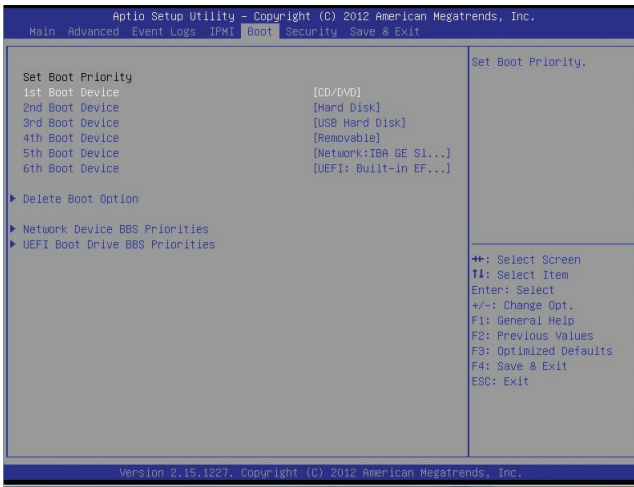 Aptio Setup Utility – Copyright (C) 2012 American Megatrends, Inc.
Main Advanced Event Logs IPMI Boot Security Save & Exit
Set Boot Priority
1st Boot Device [CD/DVD]
2nd Boot Device [Hard Disk]
3rd Boot Device [USB Hard Disk]
4th Boot Device [Removable]
5th Boot Device [Network:IBA GE Sl...]
6th Boot Device [UEFI: Built-in EF...]
Delete Boot Option
Network Device BBS Priorities
UEFI Boot Drive BBS Priorities
Set Boot Priority.
→←: Select Screen
↑↓: Select Item
Enter: Select
+/-: Change Opt.
F1: General Help
F2: Previous Values
F3: Optimized Defaults
F4: Save & Exit
ESC: Exit
Version 2.15.1227. Copyright (C) 2012 American Megatrends, Inc.